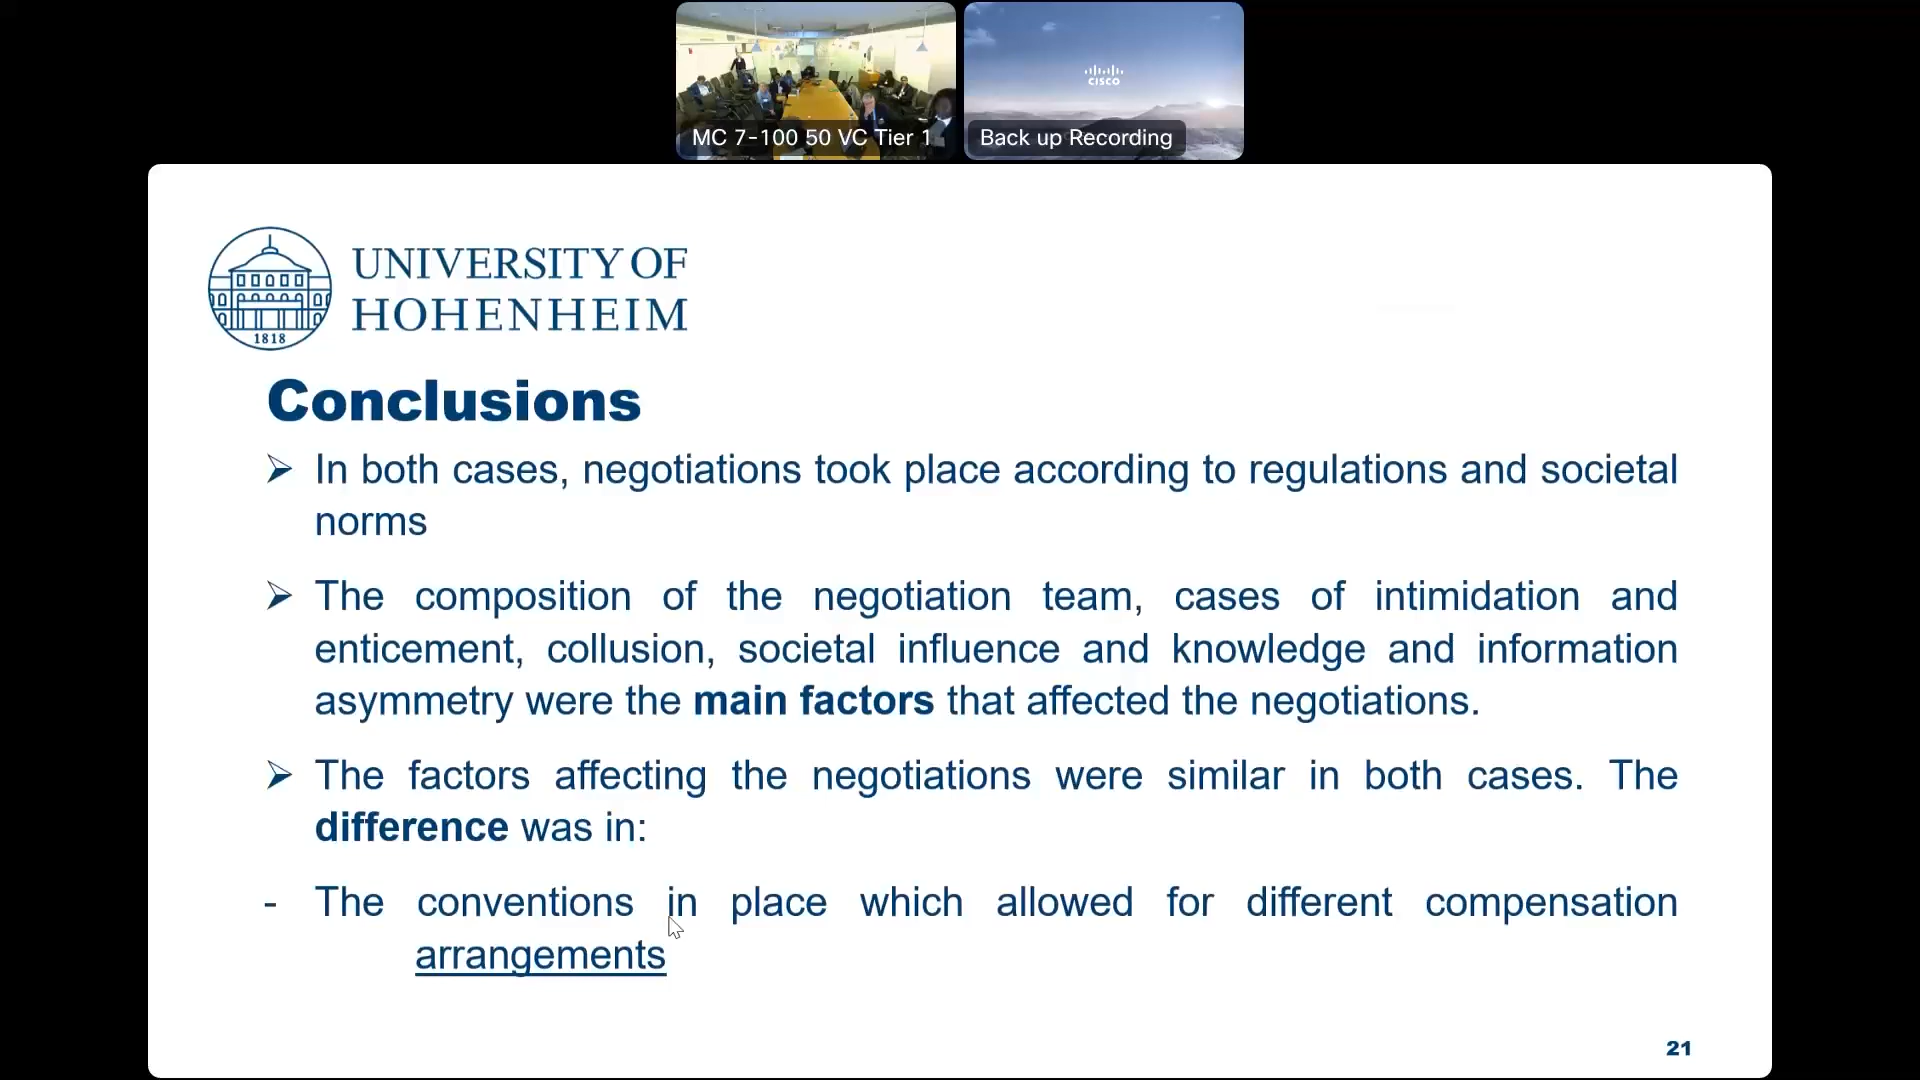 CISCO
MC 7-100 50 VC Tier 1
Back up Recording
UNIVERSITY OF
HOHENHEIM
1818
Conclusions
➢ In both cases, negotiations took place according to regulations and societal
norms
➢ The composition of the negotiation team, cases of intimidation and
enticement, collusion, societal influence and knowledge and information
asymmetry were the main factors that affected the negotiations.
➢ The factors affecting the negotiations were similar in both cases. The
difference was in:
- The conventions in place which allowed for different compensation
arrangements
21